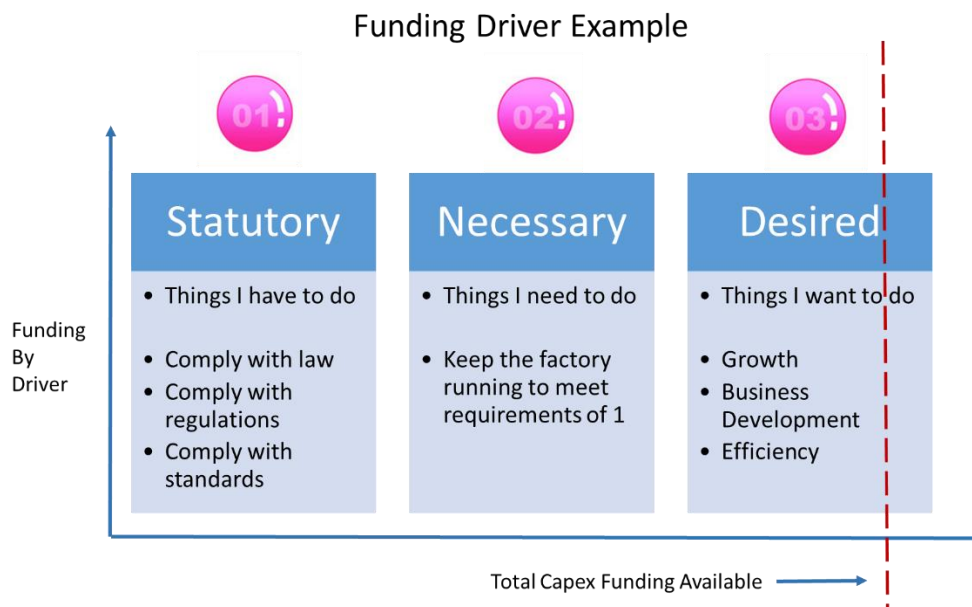 Funding Driver Example
01
02
03
Statutory
• Things I have to do
• Comply with law
• Comply with
regulations
• Comply with
standards
Necessary
• Things I need to do
• Keep the factory
running to meet
requirements of 1
Desired
• Things I want to do
• Growth
• Business
Development
• Efficiency
Funding
By
Driver
Total Capex Funding Available